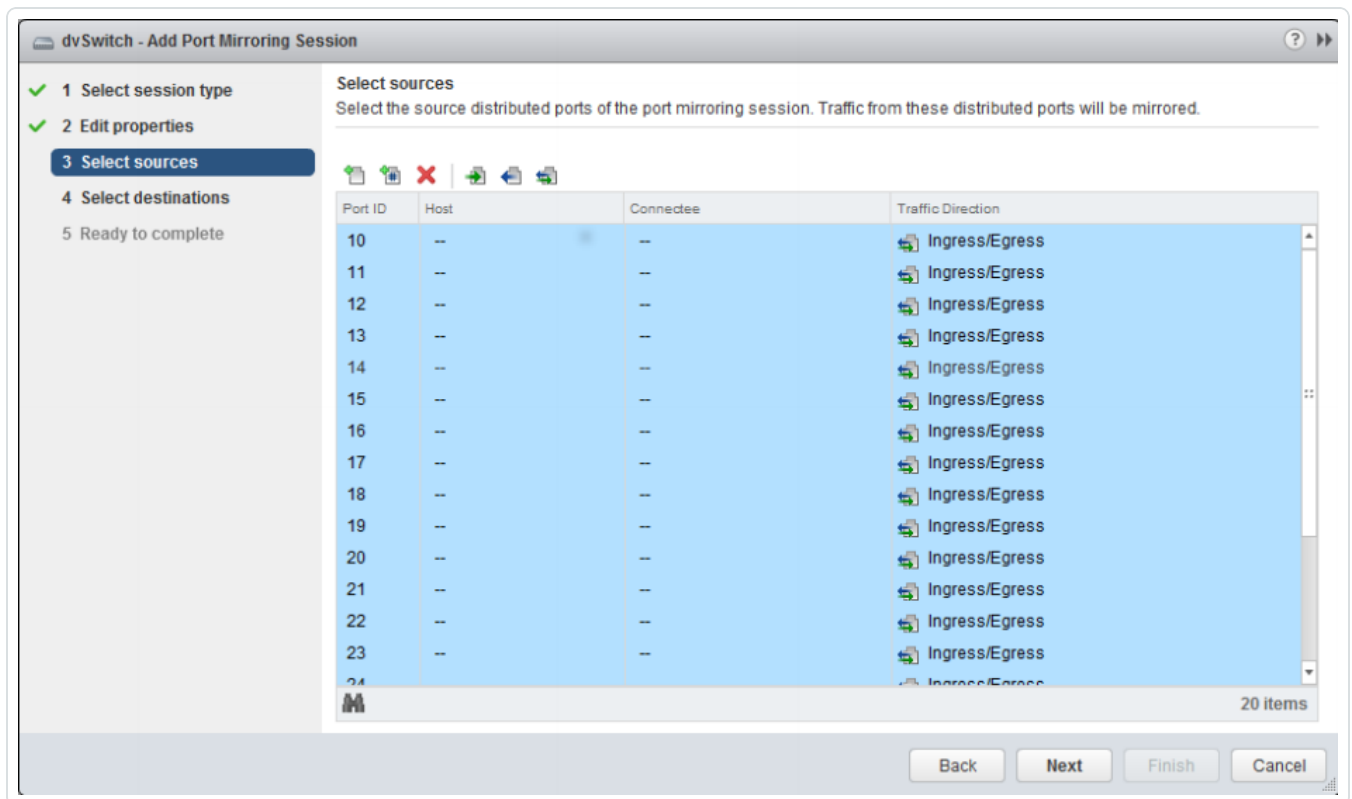 dvSwitch - Add Port Mirroring Session
1 Select session type
2 Edit properties
3 Select sources
4 Select destinations
5 Ready to complete
Select sources
Select the source distributed ports of the port mirroring session. Traffic from these distributed ports will be mirrored.
Port ID Host Connectee Traffic Direction
10 -- -- Ingress/Egress
11 -- -- Ingress/Egress
12 -- -- Ingress/Egress
13 -- -- Ingress/Egress
14 -- -- Ingress/Egress
15 -- -- Ingress/Egress
16 -- -- Ingress/Egress
17 -- -- Ingress/Egress
18 -- -- Ingress/Egress
19 -- -- Ingress/Egress
20 -- -- Ingress/Egress
21 -- -- Ingress/Egress
22 -- -- Ingress/Egress
23 -- -- Ingress/Egress
24 Ingress/Egress
20 items
Back Next Finish Cancel